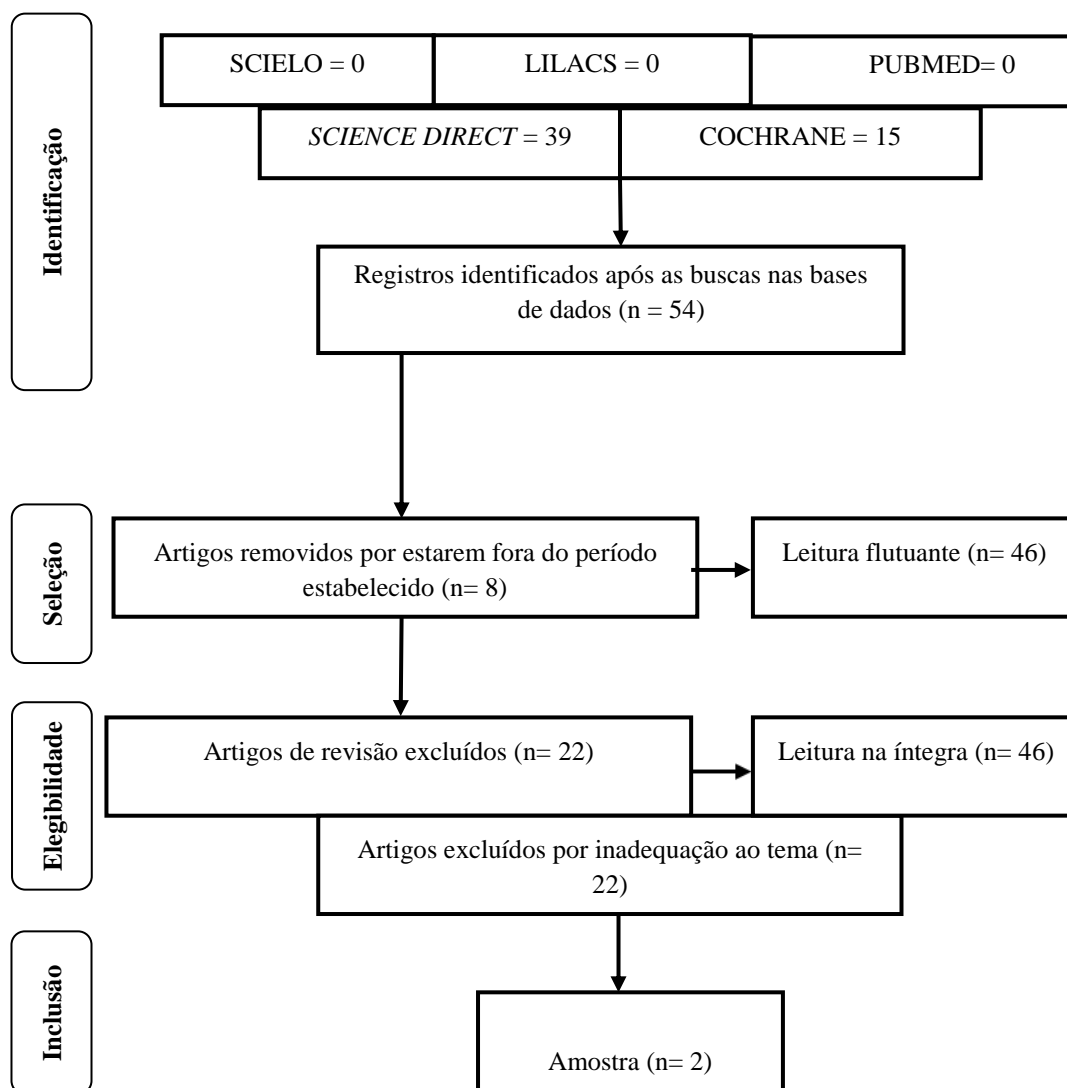 Identificação
SCIELO = 0
LILACS = 0
PUBMED= 0
SCIENCE DIRECT = 39
COCHRANE = 15
Registros identificados após as buscas nas bases
de dados (n = 54)
Seleção
Artigos removidos por estarem fora do período
estabelecido (n= 8)
Leitura flutuante (n= 46)
Elegibilidade
Artigos de revisão excluídos (n= 22)
Leitura na íntegra (n= 46)
Artigos excluídos por inadequação ao tema (n=
22)
Inclusão
Amostra (n= 2)